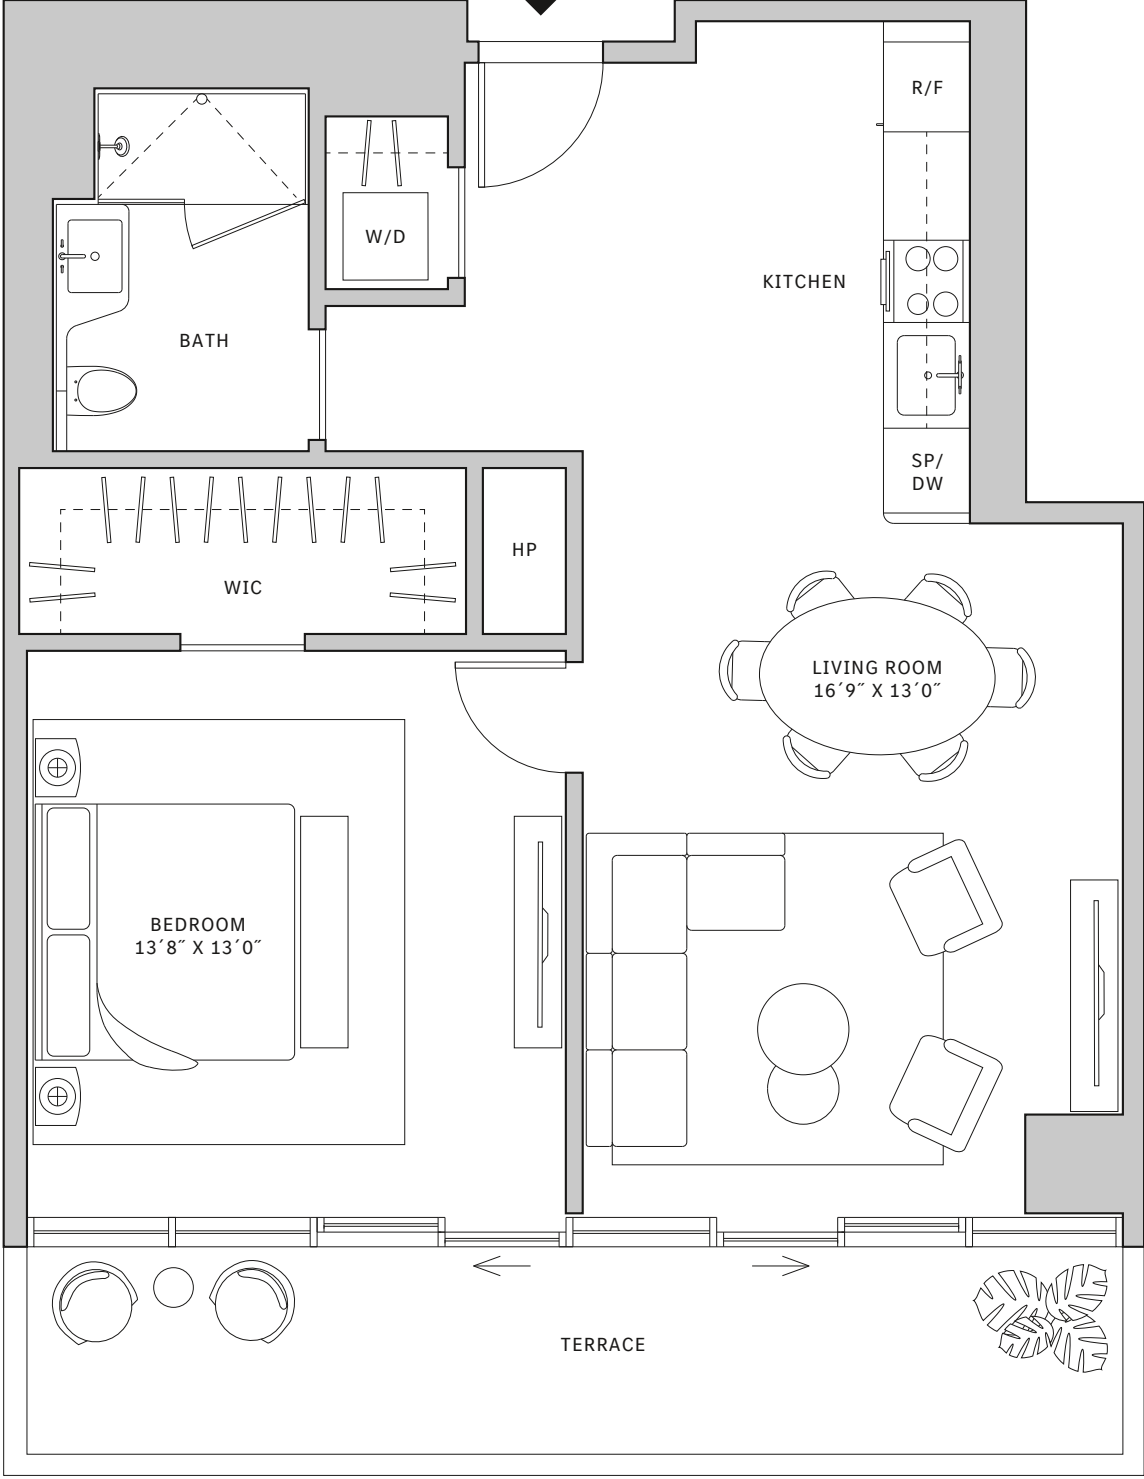 R/F
W/D
KITCHEN
BATH
SP/
DW
HP
WIC
LIVING ROOM
16´9˝ X 13´0˝
BEDROOM
13´8˝ X 13´0˝
TERRACE